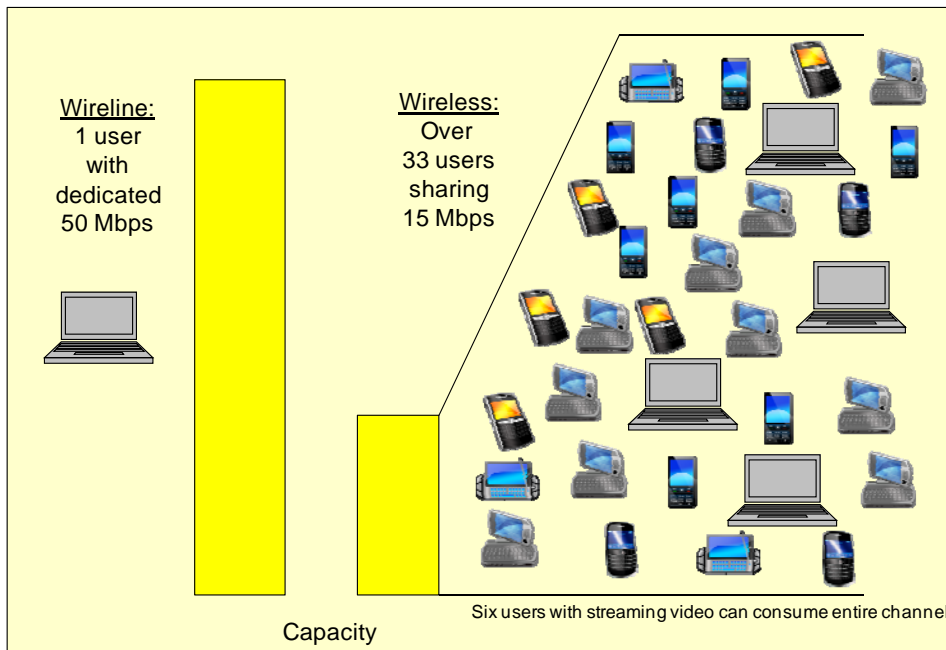 Wireline:
1 user
with
dedicated
50 Mbps
Wireless:
Over
33 users
sharing
15 Mbps
Six users with streaming video can consume entire channel
Capacity